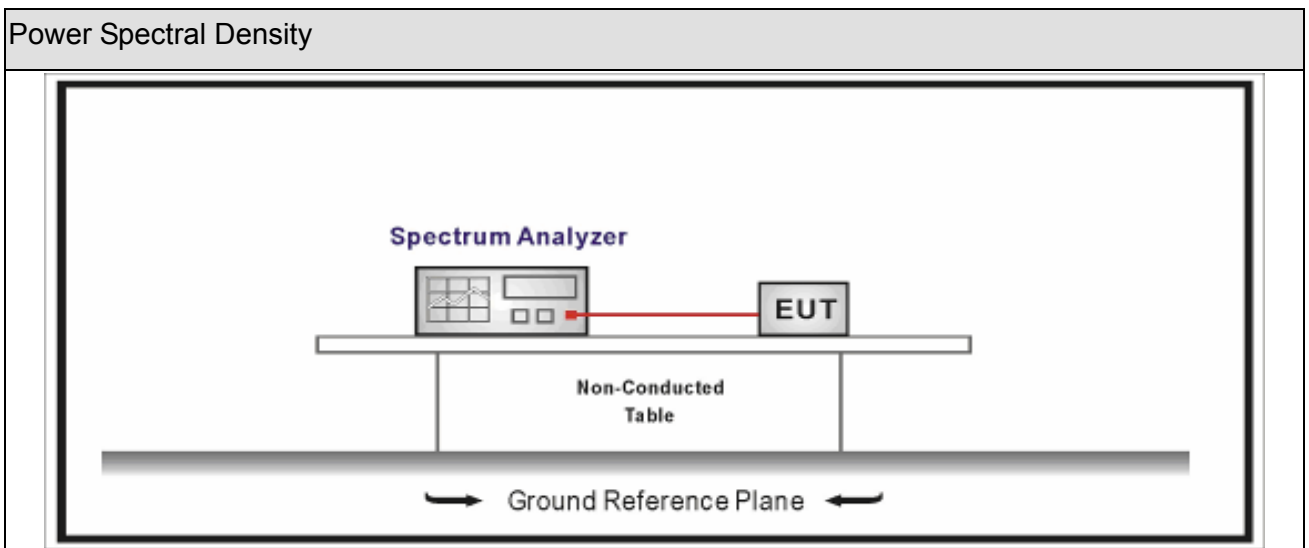 Power Spectral Density
Spectrum Analyzer
EUT
Non-Conducted
Table
Ground Reference Plane